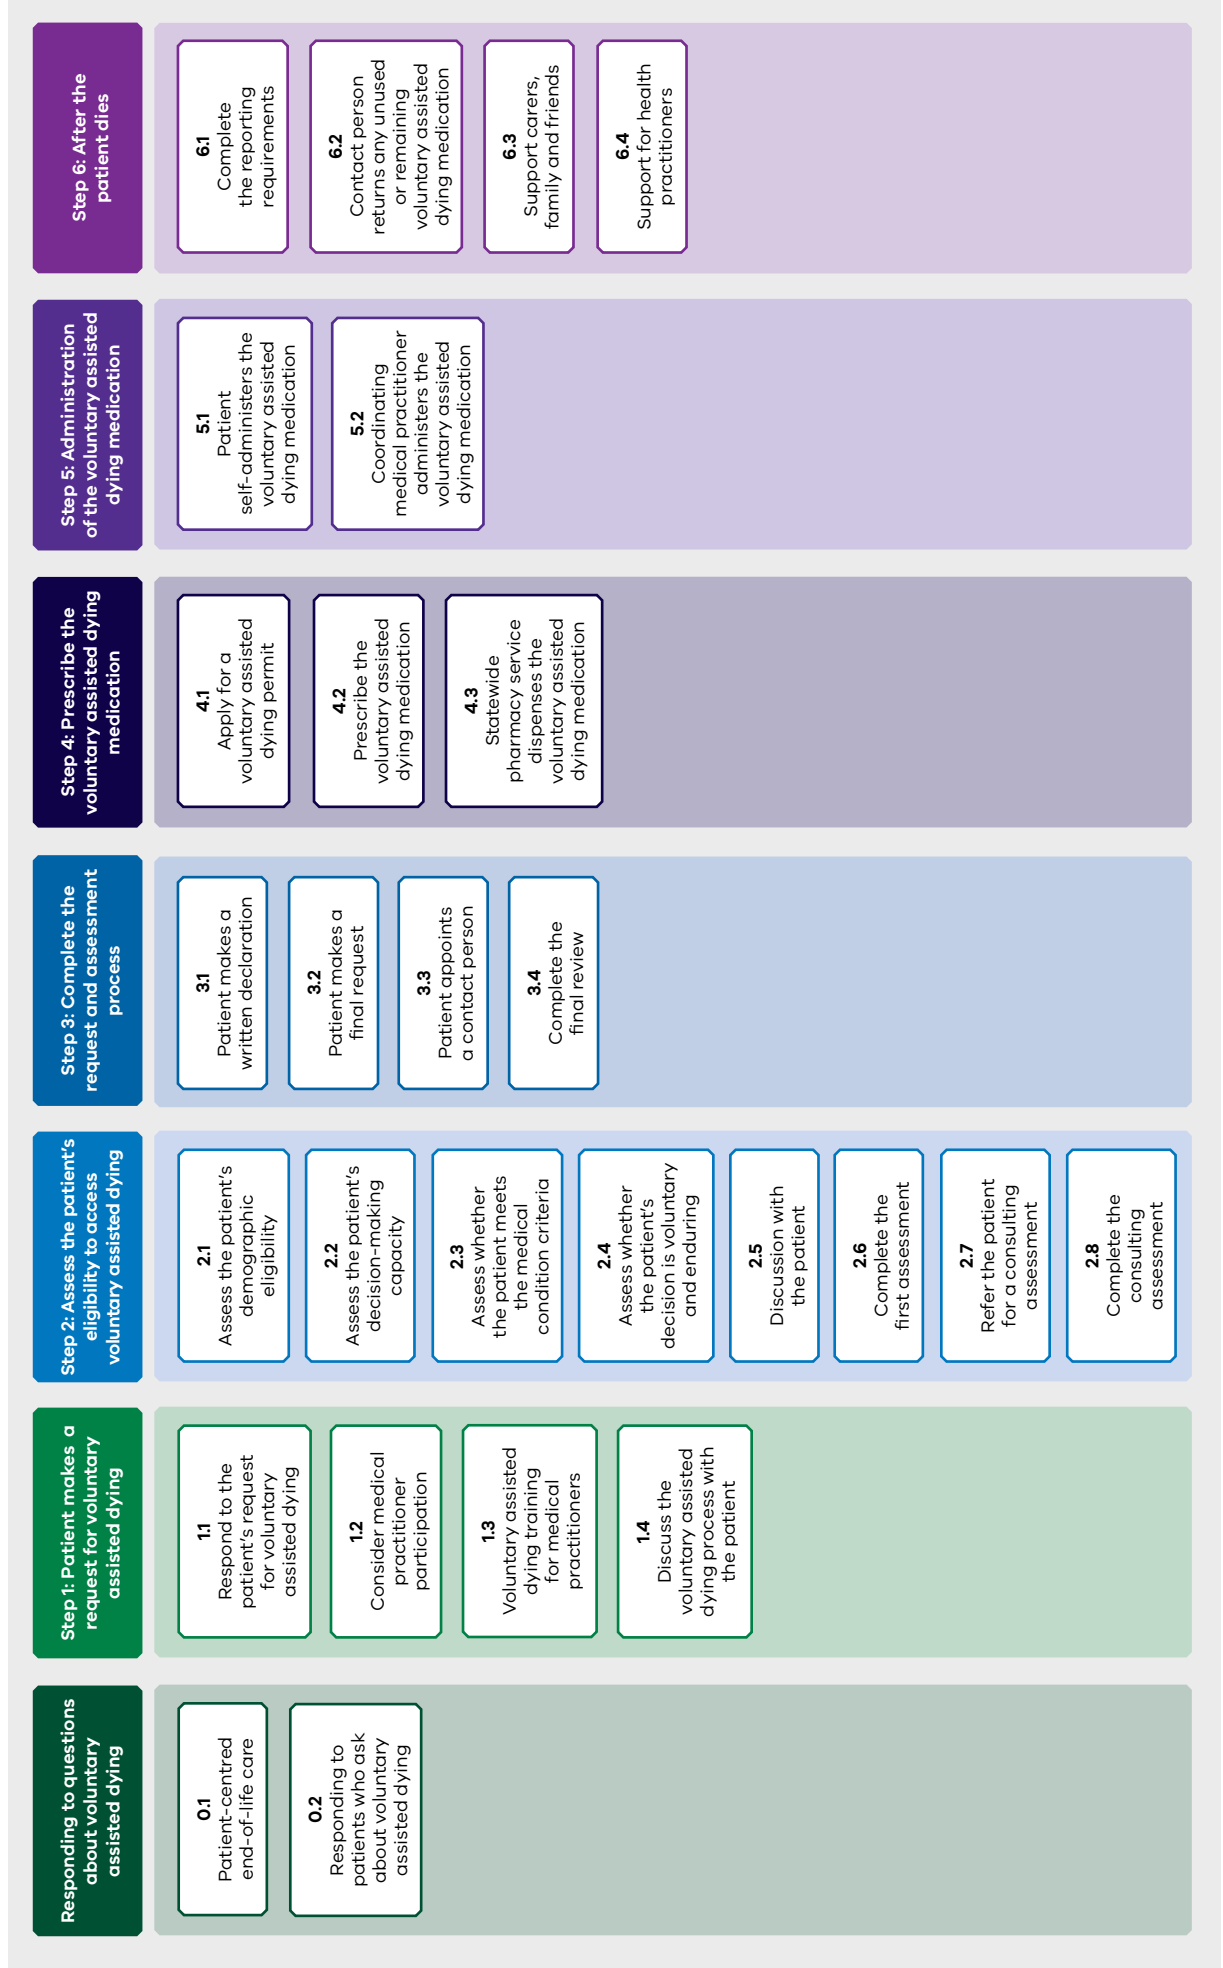 Responding to questions
about voluntary
assisted dying
0.1
Patient-centred
end-of-life care
0.2
Responding to
patients who ask
about voluntary
assisted dying
Step 1: Patient makes a
request for voluntary
assisted dying
1.1
Respond to the
patient's request
for voluntary
assisted dying
1.2
Consider medical
practitioner
participation
1.3
Voluntary assisted
dying training
for medical
practitioners
1.4
Discuss the
voluntary assisted
dying process with
the patient
Step 2: Assess the patient's
eligibility to access
voluntary assisted dying
2.1
Assess the patient's
demographic
eligibility
2.2
Assess the patient's
decision-making
capacity
2.3
Assess whether
the patient meets
the medical
condition criteria
2.4
Assess whether
the patient's
decision is voluntary
and enduring
2.5
Discussion with
the patient
2.6
Complete the
first assessment
2.7
Refer the patient
for a consulting
assessment
2.8
Complete the
consulting
assessment
Step 3: Complete the
request and assessment
process
3.1
Patient makes a
written declaration
3.2
Patient makes a
final request
3.3
Patient appoints
a contact person
3.4
Complete the
final review
Step 4: Prescribe the
voluntary assisted dying
medication
4.1
Apply for a
voluntary assisted
dying permit
4.2
Prescribe the
voluntary assisted
dying medication
4.3
Statewide
pharmacy service
dispenses the
voluntary assisted
dying medication
Step 5: Administration
of the voluntary assisted
dying medication
5.1
Patient
self-administers the
voluntary assisted
dying medication
5.2
Coordinating
medical practitioner
administers the
voluntary assisted
dying medication
Step 6: After the
patient dies
6.1
Complete
the reporting
requirements
6.2
Contact person
returns any unused
or remaining
voluntary assisted
dying medication
6.3
Support carers,
family and friends
6.4
Support for health
practitioners